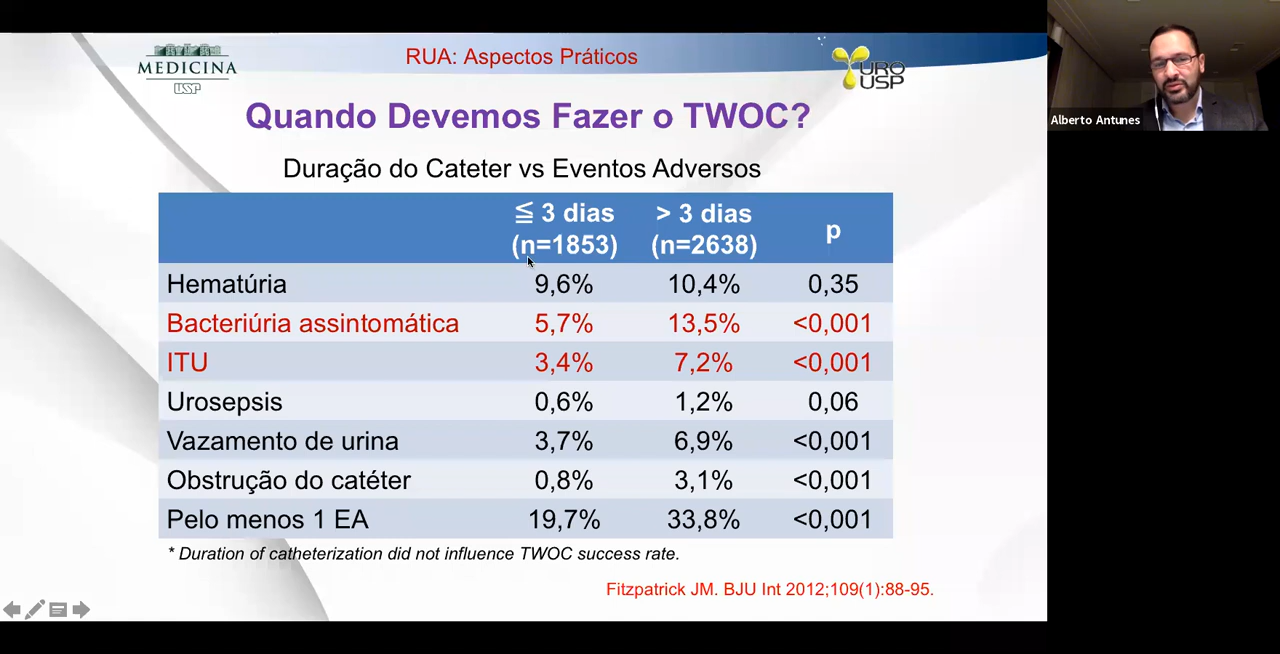 MEDICINA
USP
RUA: Aspectos Práticos
URO
USP
Quando Devemos Fazer o TWOC?
Duração do Cateter vs Eventos Adversos
≦ 3 dias (n=1853) > 3 dias (n=2638) p
Hematúria 9,6% 10,4% 0,35
Bacteriúria assintomática 5,7% 13,5% <0,001
ITU 3,4% 7,2% <0,001
Urosepsis 0,6% 1,2% 0,06
Vazamento de urina 3,7% 6,9% <0,001
Obstrução do catéter 0,8% 3,1% <0,001
Pelo menos 1 EA 19,7% 33,8% <0,001
* Duration of catheterization did not influence TWOC success rate.
Fitzpatrick JM. BJU Int 2012;109(1):88-95.
Alberto Antunes